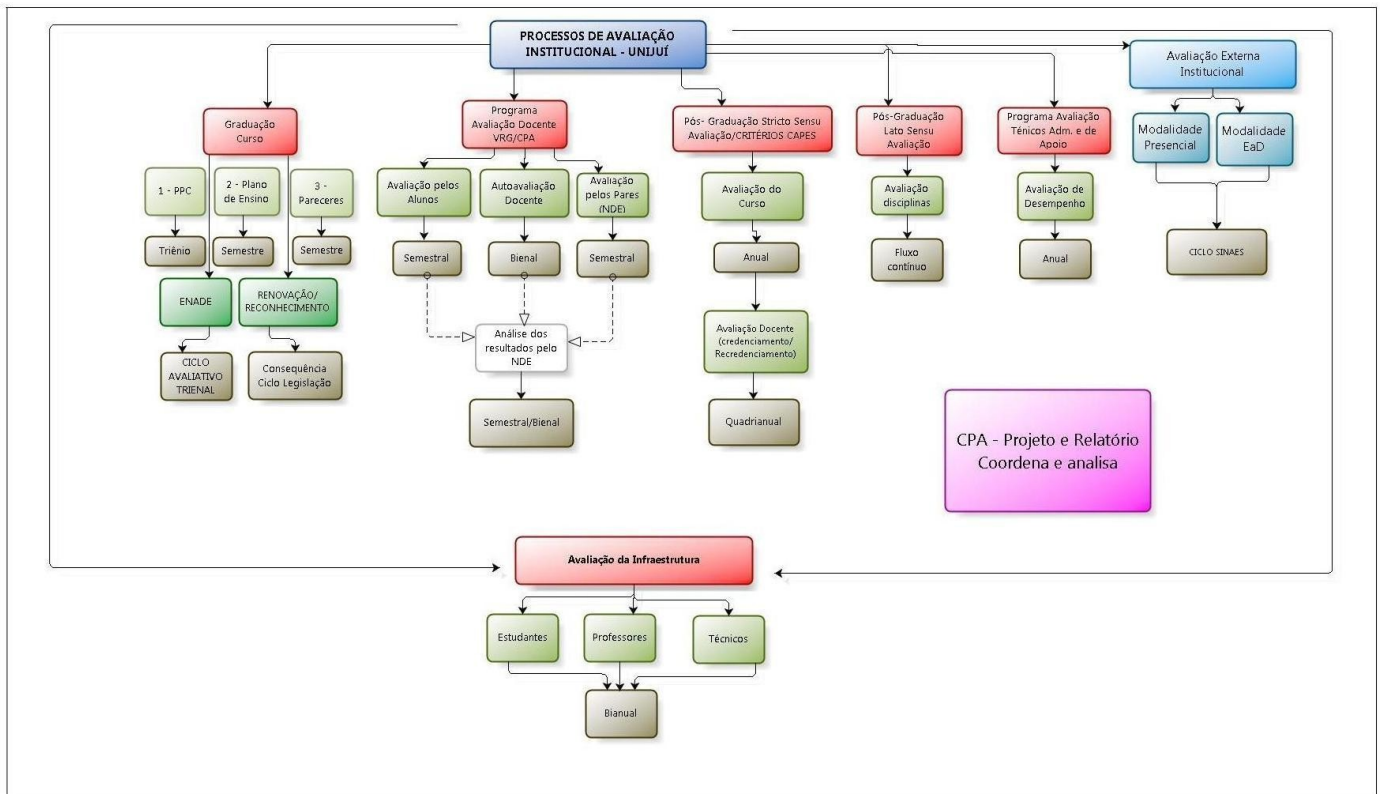 PROCESSOS DE AVALIAÇÃO
INSTITUCIONAL - UNIJUÍ
Avaliação Externa
Institucional
Graduação
Curso
Programa
Avaliação Docente
VRG/CPA
Pós- Graduação Stricto Sensu
Avaliação/CRITÉRIOS CAPES
Pós-Graduação
Lato Sensu
Avaliação
Programa Avaliação
Ténicos Adm. e de
Apoio
Modalidade
Presencial
Modalidade
EaD
1 - PPC
2 - Plano
de Ensino
3 -
Pareceres
Avaliação pelos
Alunos
Autoavaliação
Docente
Avaliação
pelos Pares
(NDE)
Avaliação do
Curso
Avaliação
disciplinas
Avaliação de
Desempenho
Triênio
Semestre
Semestre
Semestral
Bienal
Semestral
Anual
Fluxo
contínuo
Anual
CICLO SINAES
ENADE
RENOVAÇÃO/
RECONHECIMENTO
Análise dos
resultados pelo
NDE
Avaliação Docente
(credenciamento/
Recredenciamento)
CICLO
AVALIATIVO
TRIENAL
Consequência
Ciclo Legislação
Semestral/Bienal
Quadrianual
CPA - Projeto e Relatório
Coordena e analisa
Avaliação da Infraestrutura
Estudantes
Professores
Técnicos
Bianual